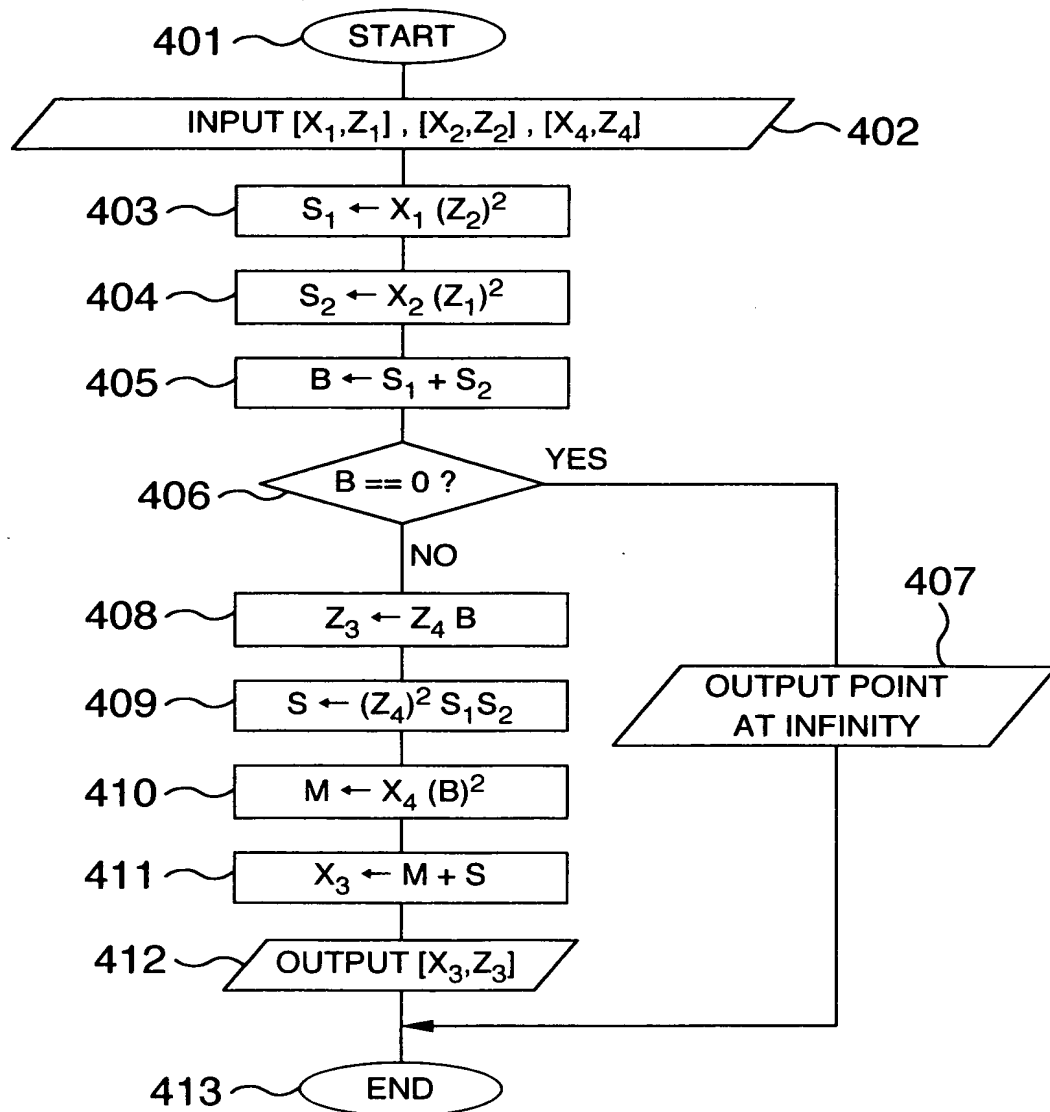 401
START
INPUT [X₁,Z₁] , [X₂,Z₂] , [X₄,Z₄]
402
403
S₁ ← X₁ (Z₂)²
404
S₂ ← X₂ (Z₁)²
405
B ← S₁ + S₂
406
B == 0 ?
YES
NO
407
OUTPUT POINT
AT INFINITY
408
Z₃ ← Z₄ B
409
S ← (Z₄)² S₁S₂
410
M ← X₄ (B)²
411
X₃ ← M + S
412
OUTPUT [X₃,Z₃]
413
END